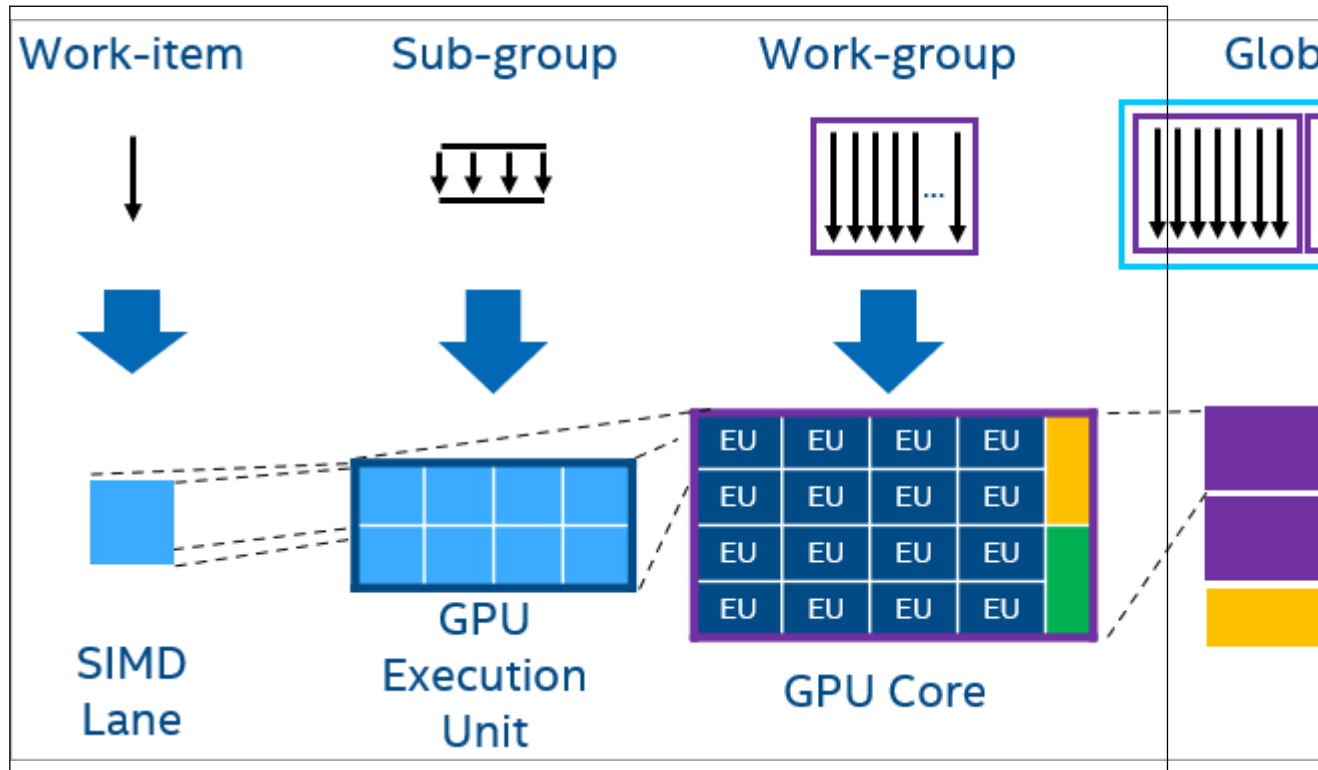 Work-item
Sub-group
Work-group
Glob
...
EU EU EU EU
EU EU EU EU
EU EU EU EU
EU EU EU EU
SIMD
Lane
GPU
Execution
Unit
GPU Core